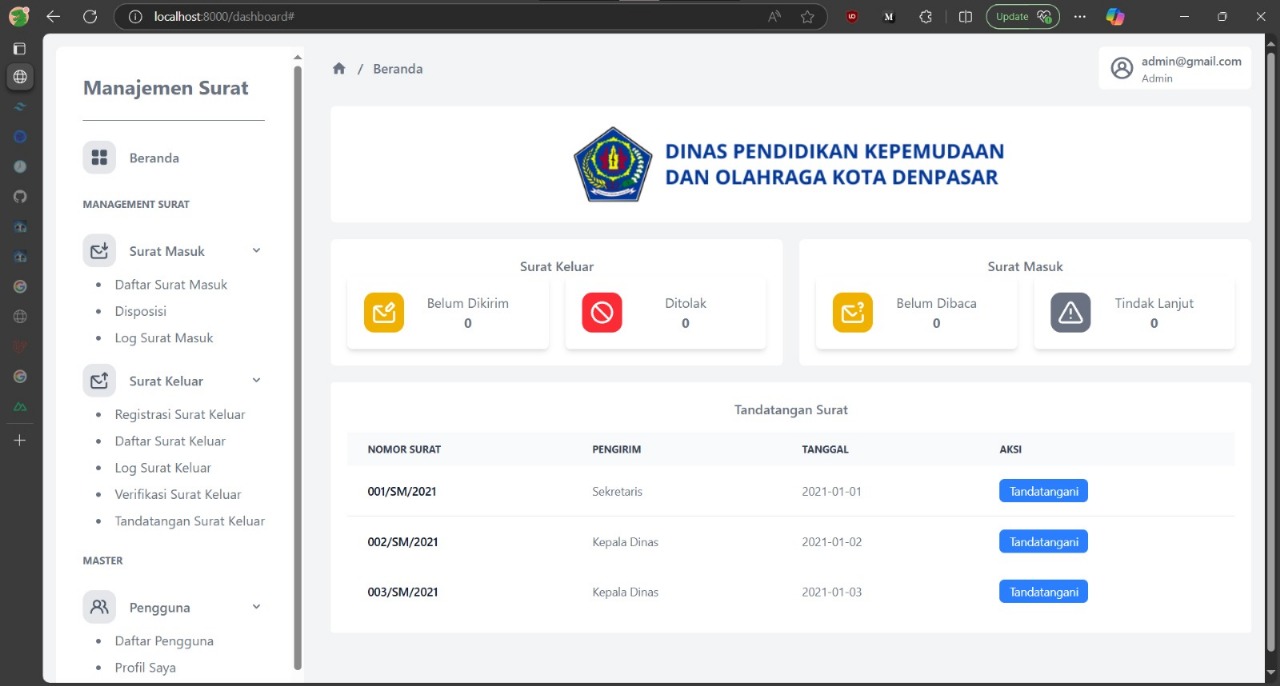 localhost:8000/dashboard#
Update
Manajemen Surat
Beranda
MANAGEMENT SURAT
Surat Masuk
Daftar Surat Masuk
Disposisi
Log Surat Masuk
Surat Keluar
Registrasi Surat Keluar
Daftar Surat Keluar
Log Surat Keluar
Verifikasi Surat Keluar
Tandatangan Surat Keluar
MASTER
Pengguna
Daftar Pengguna
Profil Saya
/ Beranda
admin@gmail.com
Admin
DINAS PENDIDIKAN KEPEMUDAAN
DAN OLAHRAGA KOTA DENPASAR
Surat Keluar
Belum Dikirim
0
Ditolak
0
Surat Masuk
Belum Dibaca
0
Tindak Lanjut
0
Tandatangan Surat
NOMOR SURAT PENGIRIM TANGGAL AKSI
001/SM/2021 Sekretaris 2021-01-01 Tandatangani
002/SM/2021 Kepala Dinas 2021-01-02 Tandatangani
003/SM/2021 Kepala Dinas 2021-01-03 Tandatangani